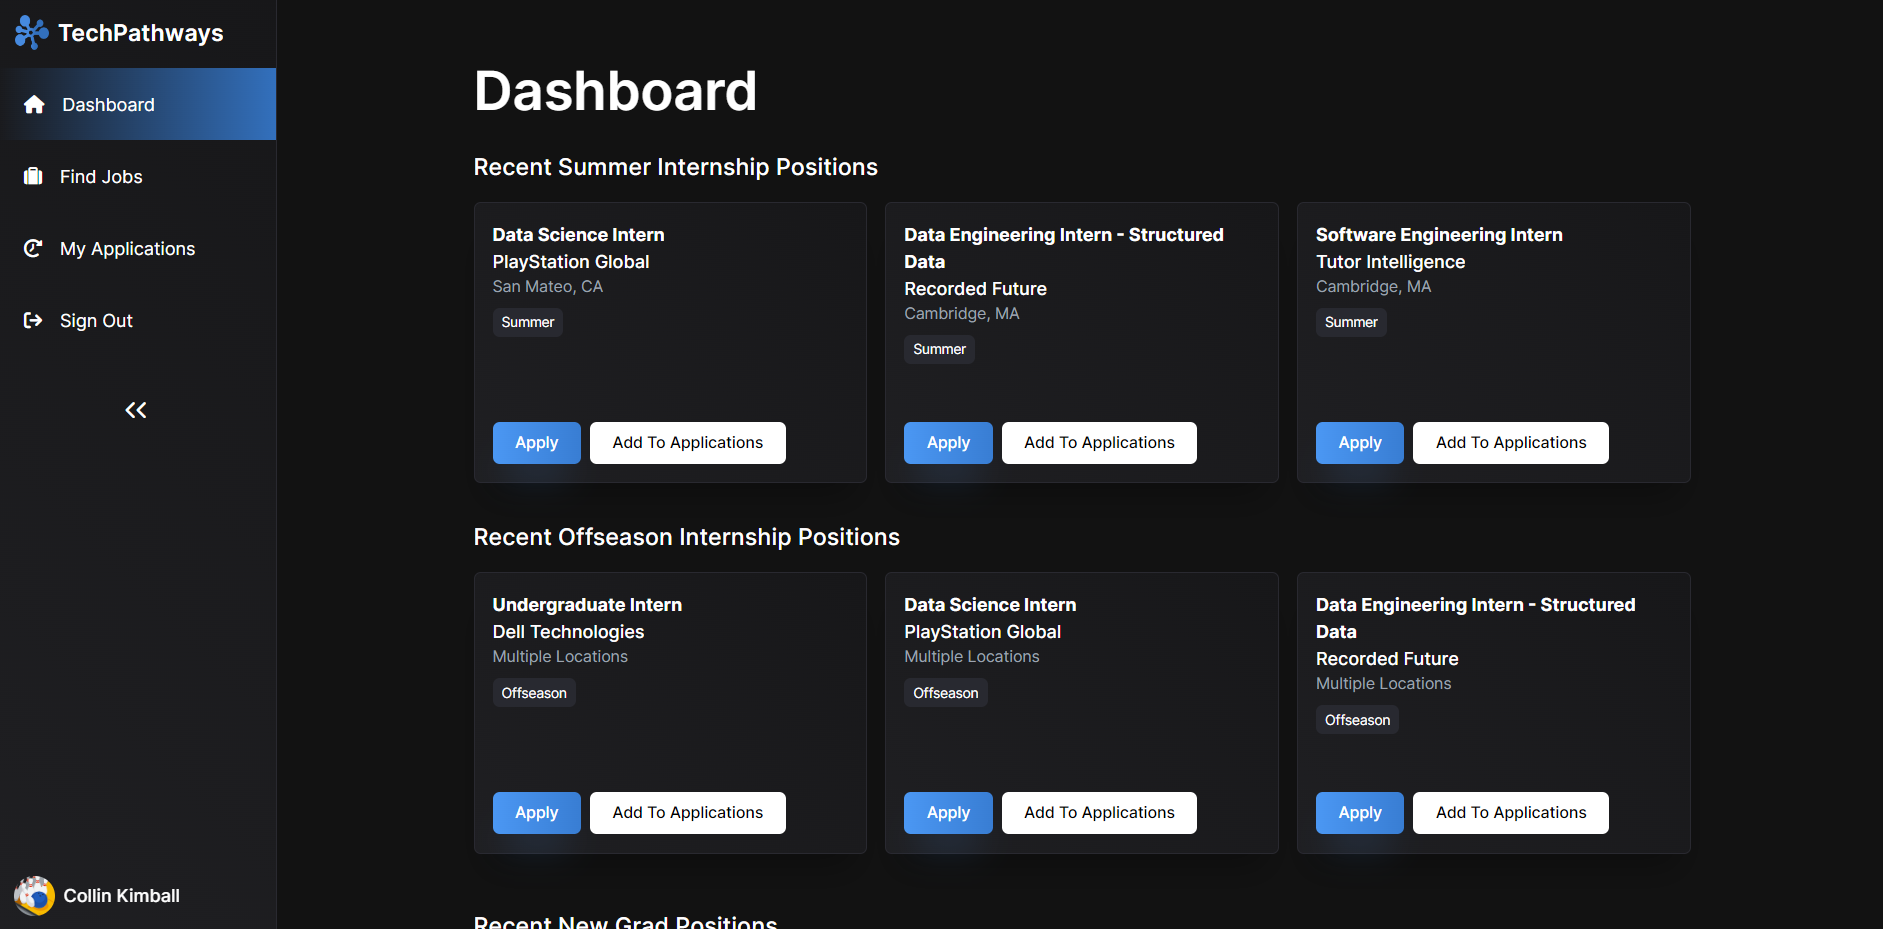 TechPathways
Dashboard
Find Jobs
My Applications
Sign Out
Collin Kimball
Dashboard
Recent Summer Internship Positions
Data Science Intern
PlayStation Global
San Mateo, CA
Summer
Apply
Add To Applications
Data Engineering Intern - Structured
Data
Recorded Future
Cambridge, MA
Summer
Apply
Add To Applications
Software Engineering Intern
Tutor Intelligence
Cambridge, MA
Summer
Apply
Add To Applications
Recent Offseason Internship Positions
Undergraduate Intern
Dell Technologies
Multiple Locations
Offseason
Apply
Add To Applications
Data Science Intern
PlayStation Global
Multiple Locations
Offseason
Apply
Add To Applications
Data Engineering Intern - Structured
Data
Recorded Future
Multiple Locations
Offseason
Apply
Add To Applications
Recent New Grad Positions